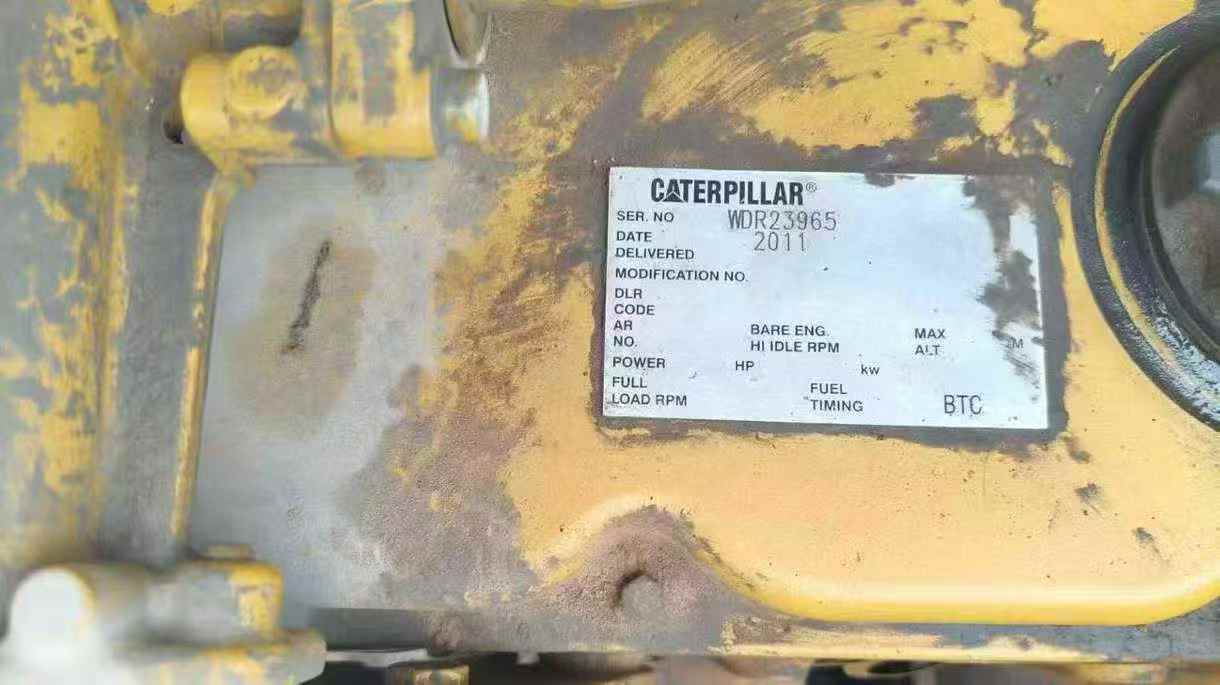 CATERPILLAR®
SER. NO WDR23965
DATE 2011
DELIVERED
MODIFICATION NO.
DLR
CODE
AR BARE ENG. MAX
NO. HI IDLE RPM ALT M
POWER HP kw
FULL FUEL
LOAD RPM TIMING BTC